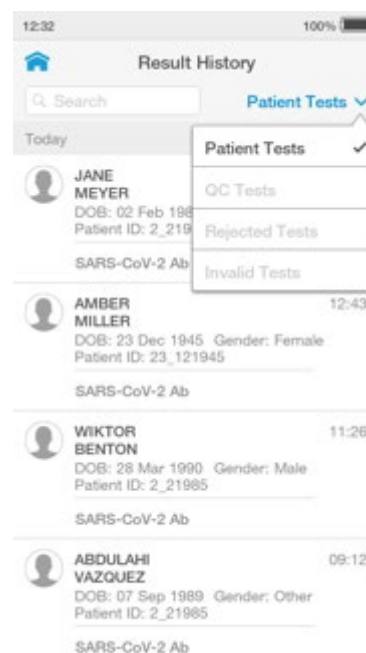 12:32 100%
Result History
Search Patient Tests
Today
Patient Tests
QC Tests
Rejected Tests
Invalid Tests
JANE
MEYER
DOB: 02 Feb 198
Patient ID: 2_219
SARS-CoV-2 Ab
AMBER 12:43
MILLER
DOB: 23 Dec 1945 Gender: Female
Patient ID: 23_121945
SARS-CoV-2 Ab
WIKTOR 11:26
BENTON
DOB: 28 Mar 1990 Gender: Male
Patient ID: 2_21985
SARS-CoV-2 Ab
ABDULAHI 09:12
VAZQUEZ
DOB: 07 Sep 1989 Gender: Other
Patient ID: 2_21985
SARS-CoV-2 Ab